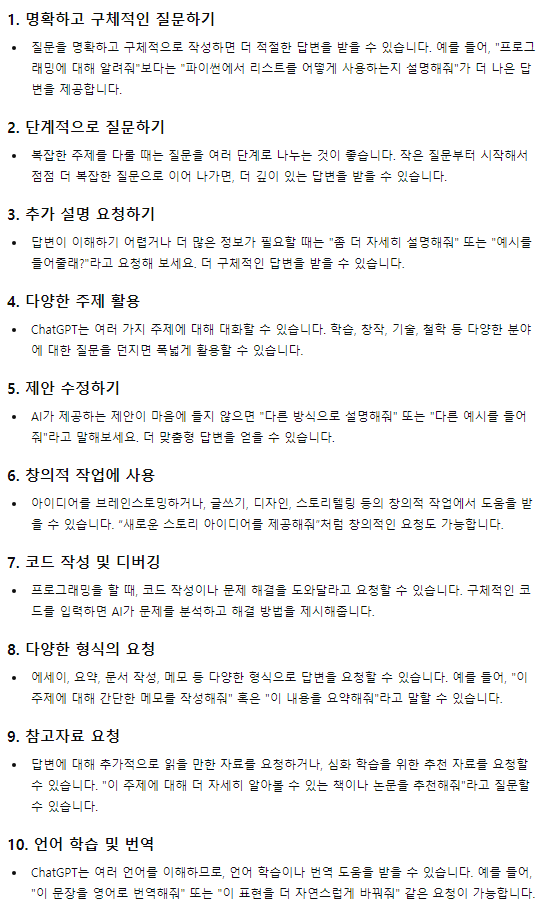 1. 명확하고 구체적인 질문하기
• 질문을 명확하고 구체적으로 작성하면 더 적절한 답변을 받을 수 있습니다. 예를 들어, "프로그
래밍에 대해 알려줘"보다는 "파이썬에서 리스트를 어떻게 사용하는지 설명해줘"가 더 나은 답
변을 제공합니다.
2. 단계적으로 질문하기
• 복잡한 주제를 다룰 때는 질문을 여러 단계로 나누는 것이 좋습니다. 작은 질문부터 시작해서
점점 더 복잡한 질문으로 이어 나가면, 더 깊이 있는 답변을 받을 수 있습니다.
3. 추가 설명 요청하기
• 답변이 이해하기 어렵거나 더 많은 정보가 필요할 때는 "좀 더 자세히 설명해줘" 또는 "예시를
들어줄래?"라고 요청해 보세요. 더 구체적인 답변을 받을 수 있습니다.
4. 다양한 주제 활용
• ChatGPT는 여러 가지 주제에 대해 대화할 수 있습니다. 학습, 창작, 기술, 철학 등 다양한 분야
에 대한 질문을 던지면 폭넓게 활용할 수 있습니다.
5. 제안 수정하기
• AI가 제공하는 제안이 마음에 들지 않으면 "다른 방식으로 설명해줘" 또는 "다른 예시를 들어
줘"라고 말해보세요. 더 맞춤형 답변을 얻을 수 있습니다.
6. 창의적 작업에 사용
• 아이디어를 브레인스토밍하거나, 글쓰기, 디자인, 스토리텔링 등의 창의적 작업에서 도움을 받
을 수 있습니다. "새로운 스토리 아이디어를 제공해줘"처럼 창의적인 요청도 가능합니다.
7. 코드 작성 및 디버깅
• 프로그래밍을 할 때, 코드 작성이나 문제 해결을 도와달라고 요청할 수 있습니다. 구체적인 코
드를 입력하면 AI가 문제를 분석하고 해결 방법을 제시해줍니다.
8. 다양한 형식의 요청
• 에세이, 요약, 문서 작성, 메모 등 다양한 형식으로 답변을 요청할 수 있습니다. 예를 들어, "이
주제에 대해 간단한 메모를 작성해줘" 혹은 "이 내용을 요약해줘"라고 말할 수 있습니다.
9. 참고자료 요청
• 답변에 대해 추가적으로 읽을 만한 자료를 요청하거나, 심화 학습을 위한 추천 자료를 요청할
수 있습니다. "이 주제에 대해 더 자세히 알아볼 수 있는 책이나 논문을 추천해줘"라고 질문할
수 있습니다.
10. 언어 학습 및 번역
• ChatGPT는 여러 언어를 이해하므로, 언어 학습이나 번역 도움을 받을 수 있습니다. 예를 들어,
"이 문장을 영어로 번역해줘" 또는 "이 표현을 더 자연스럽게 바꿔줘" 같은 요청이 가능합니다.